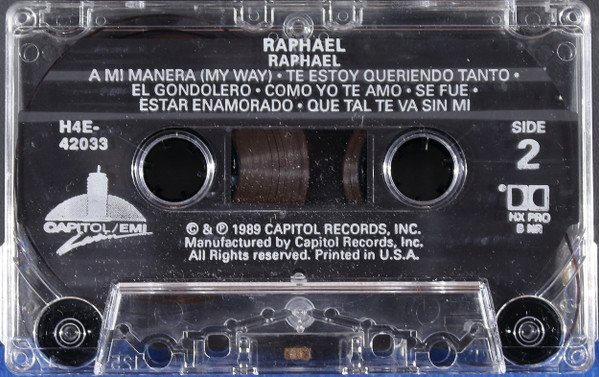 RAPHAEL
RAPHAEL
A MI MANERA (MY WAY) • TE ESTOY QUERIENDO TANTO •
EL GONDOLERO • COMO YO TE AMO • SE FUE •
ESTAR ENAMORADO • QUE TAL TE VA SIN MI
H4E-
42033
SIDE
2
CAPITOL/EMI
Latin
HX PRO
B NR
© & ℗ 1989 CAPITOL RECORDS, INC.
Manufactured by Capitol Records, Inc.
All Rights reserved. Printed in U.S.A.